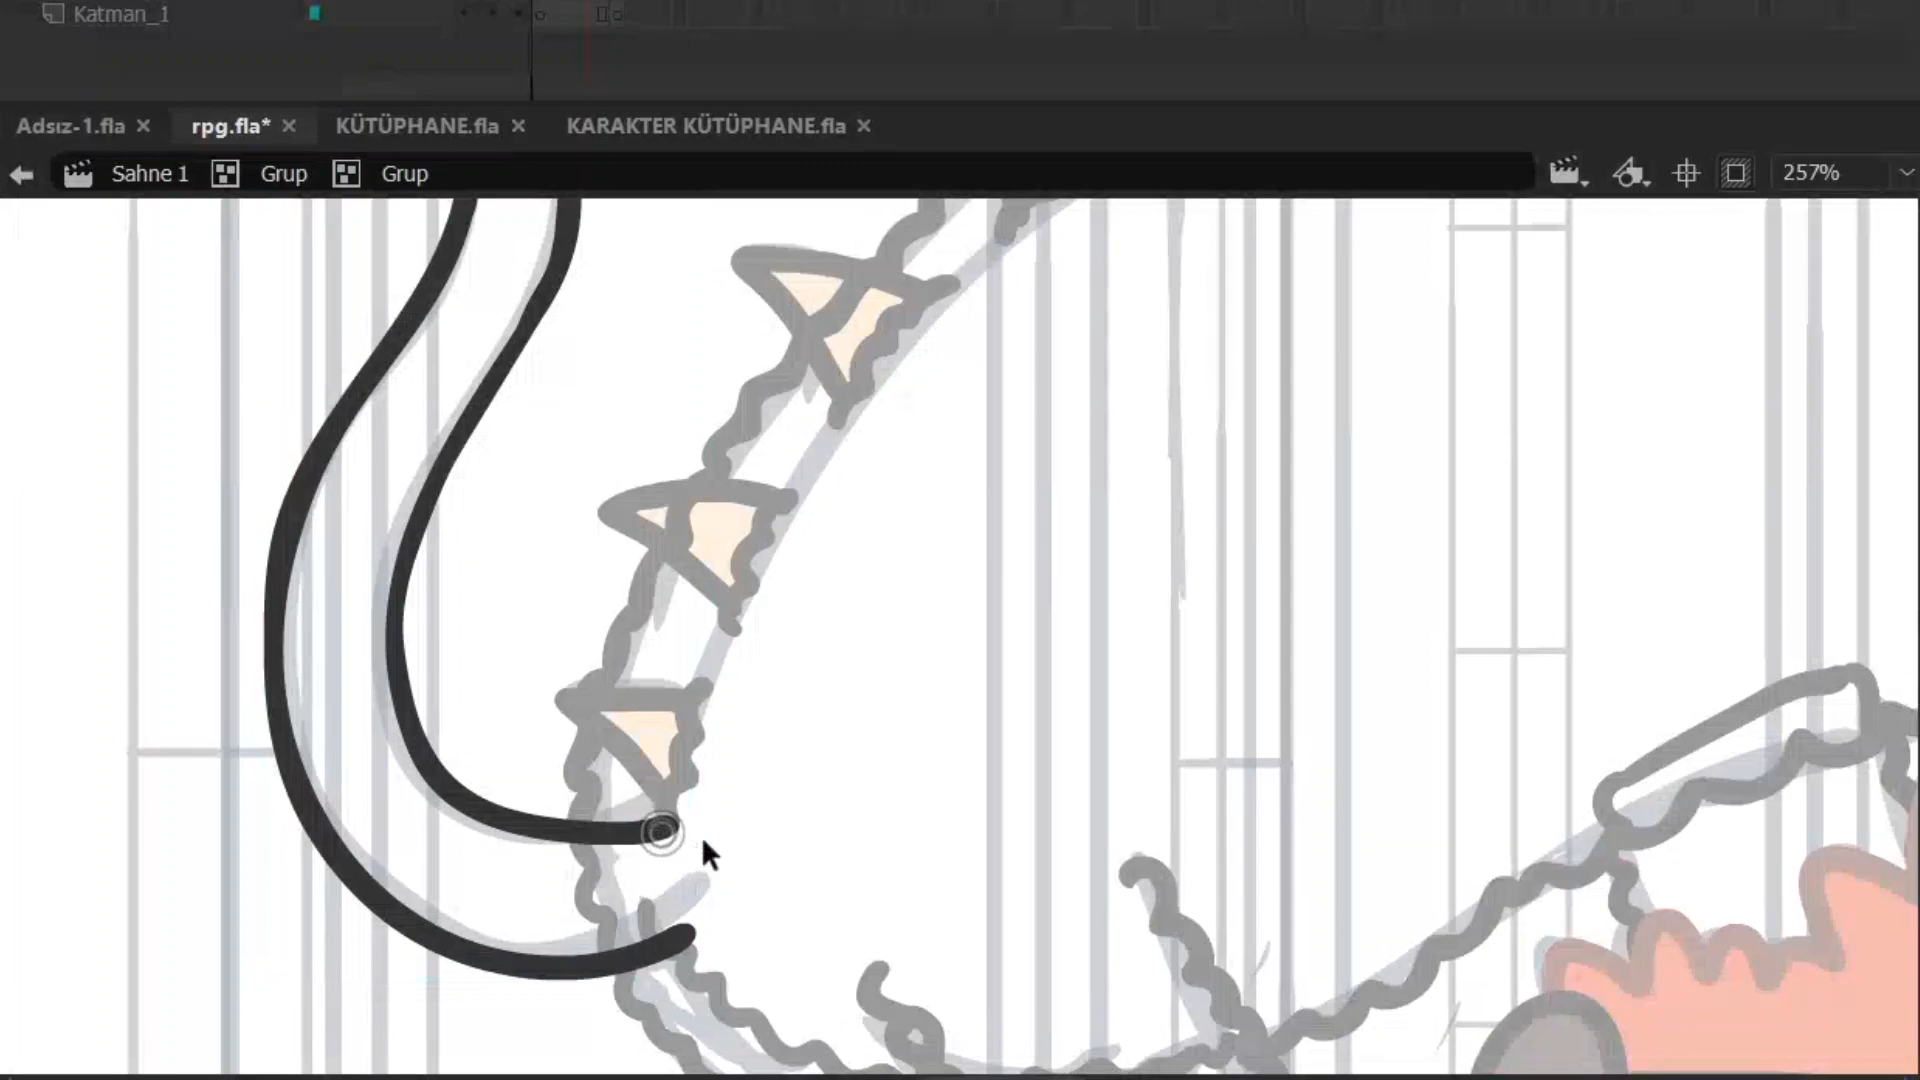 Katman_1
Adsız-1.fla rpg.fla* KÜTÜPHANE.fla KARAKTER KÜTÜPHANE.fla
Sahne 1 Grup Grup 257%